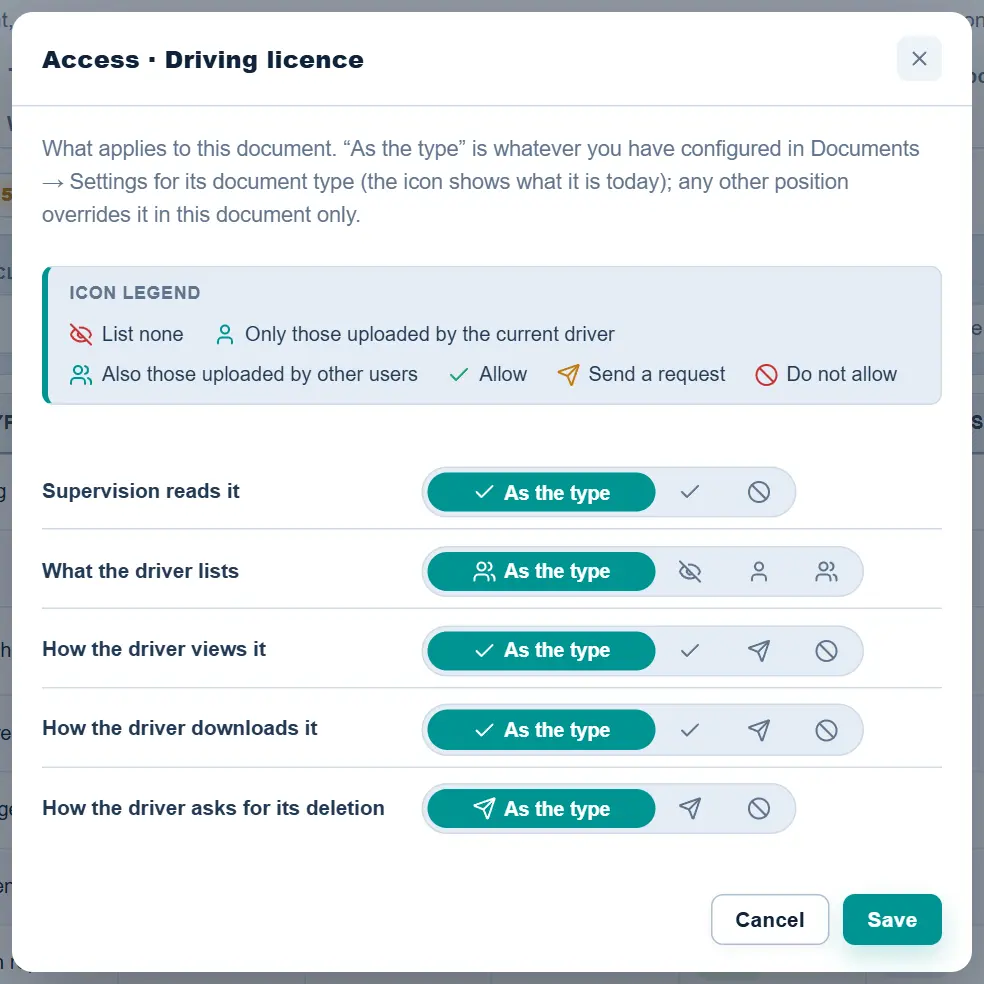 Access · Driving licence
What applies to this document. “As the type” is whatever you have configured in Documents
→ Settings for its document type (the icon shows what it is today); any other position
overrides it in this document only.
ICON LEGEND
List none Only those uploaded by the current driver
Also those uploaded by other users Allow Send a request Do not allow
Supervision reads it As the type
What the driver lists As the type
How the driver views it As the type
How the driver downloads it As the type
How the driver asks for its deletion As the type
Cancel Save